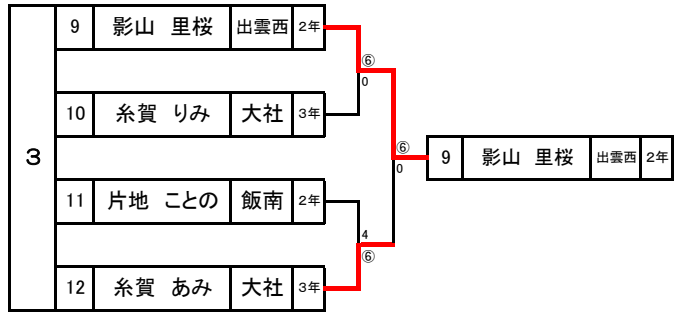 9 影山 里桜 出雲西 2年
⑥
0
10 糸賀 りみ 大社 3年
3
⑥
0
9 影山 里桜 出雲西 2年
11 片地 ことの 飯南 2年
4
⑥
12 糸賀 あみ 大社 3年